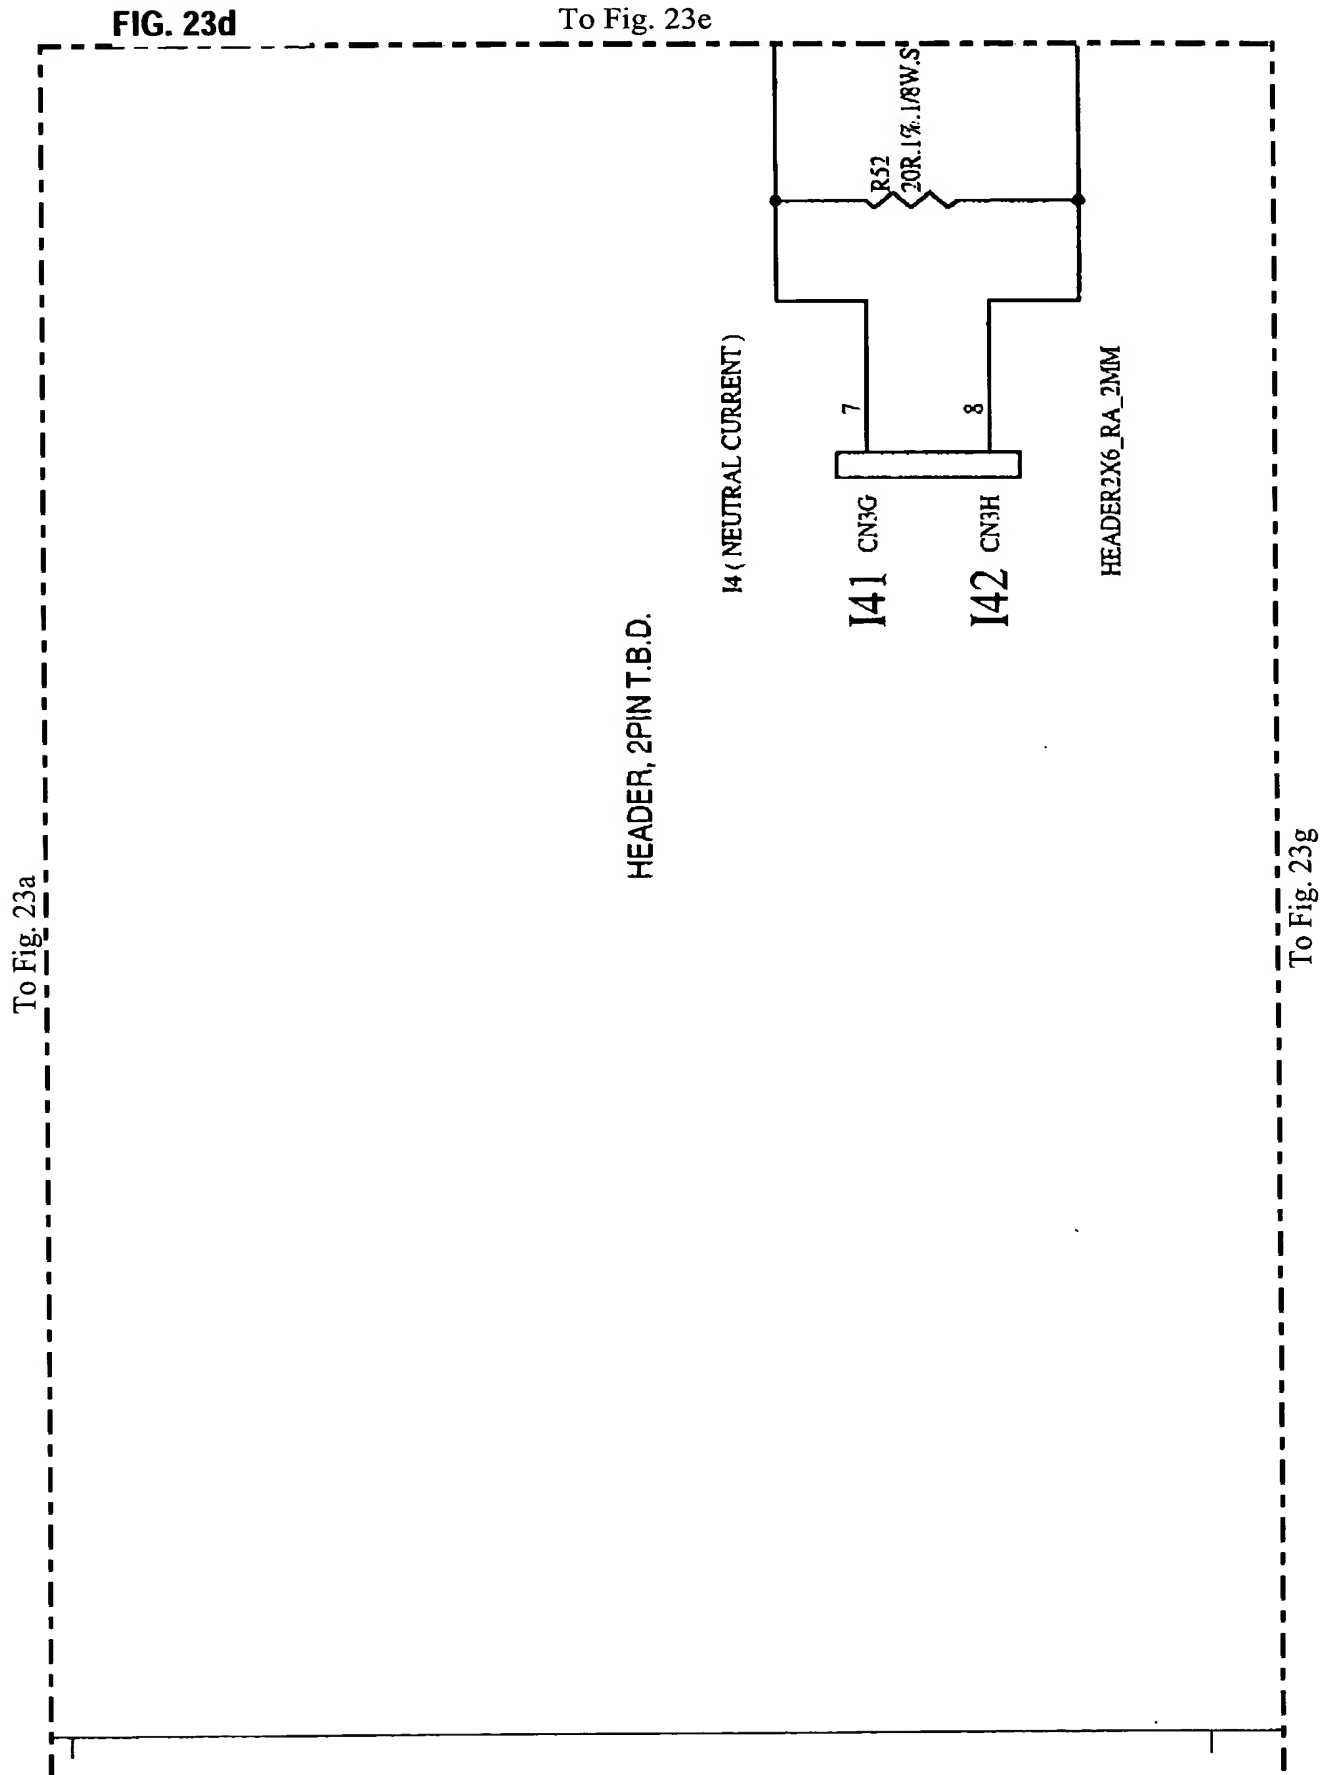 FIG. 23d
To Fig. 23e
To Fig. 23a
To Fig. 23g
R52
20R.1%.1/8W.S
I4 ( NEUTRAL CURRENT )
7
8
I41 CN3G
I42 CN3H
HEADER2X6_RA_2MM
HEADER, 2PIN T.B.D.